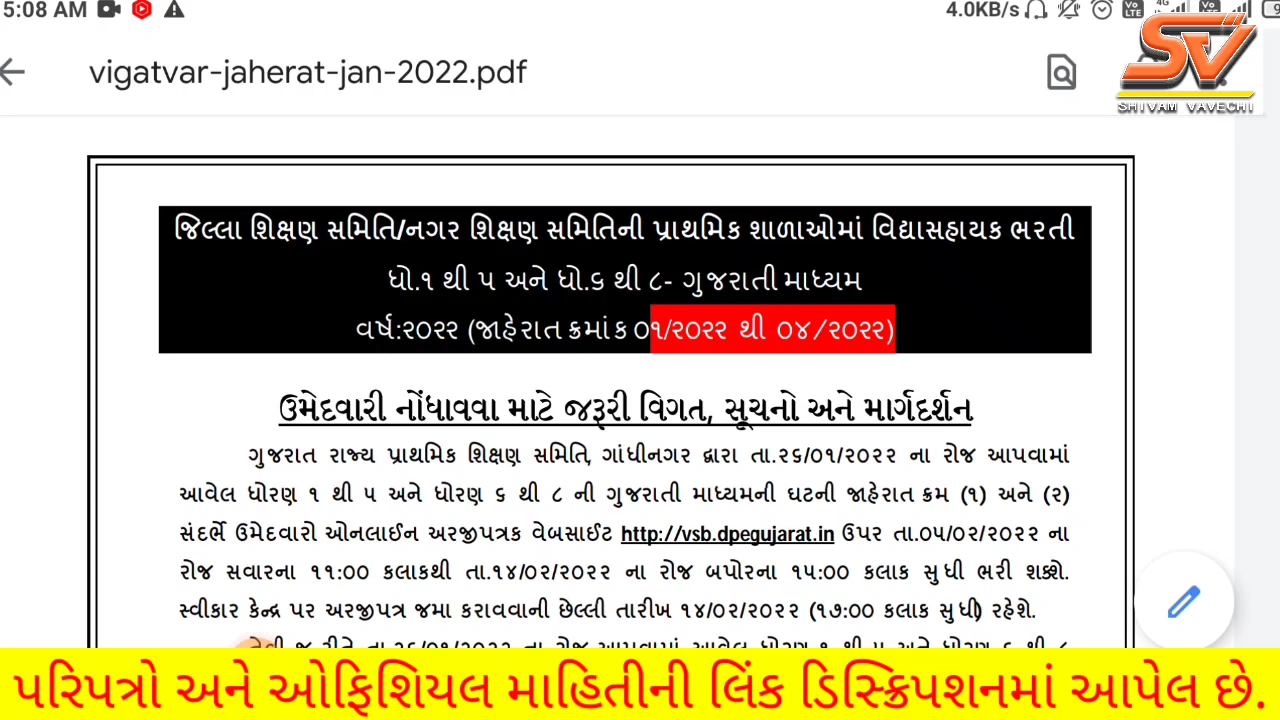 5:08 AM 4.0KB/s
vigatvar-jaherat-jan-2022.pdf
SV
SHIVAM VAVECHI
જિલ્લા શિક્ષણ સમિતિ/નગર શિક્ષણ સમિતિની પ્રાથમિક શાળાઓમાં વિદ્યાસહાયક ભરતી
ધો.૧ થી ૫ અને ધો.૬ થી ૮- ગુજરાતી માધ્યમ
વર્ષ:૨૦૨૨ (જાહેરાત ક્રમાંક ૦૧/૨૦૨૨ થી ૦૪/૨૦૨૨)
ઉમેદવારી નોંધાવવા માટે જરૂરી વિગત, સૂચનો અને માર્ગદર્શન
ગુજરાત રાજ્ય પ્રાથમિક શિક્ષણ સમિતિ, ગાંધીનગર દ્વારા તા.૨૬/૦૧/૨૦૨૨ ના રોજ આપવામાં
આવેલ ધોરણ ૧ થી ૫ અને ધોરણ ૬ થી ૮ ની ગુજરાતી માધ્યમની ઘટની જાહેરાત ક્રમ (૧) અને (૨)
સંદર્ભે ઉમેદવારો ઓનલાઈન અરજીપત્રક વેબસાઈટ http://vsb.dpegujarat.in ઉપર તા.૦૫/૦૨/૨૦૨૨ ના
રોજ સવારના ૧૧:૦૦ કલાકથી તા.૧૪/૦૨/૨૦૨૨ ના રોજ બપોરના ૧૫:૦૦ કલાક સુધી ભરી શકશે.
સ્વીકાર કેન્દ્ર પર અરજીપત્ર જમા કરાવવાની છેલ્લી તારીખ ૧૪/૦૨/૨૦૨૨ (૧૭:૦૦ કલાક સુધી) રહેશે.
પરિપત્રો અને ઓફિશિયલ માહિતીની લિંક ડિસ્ક્રિપશનમાં આપેલ છે.